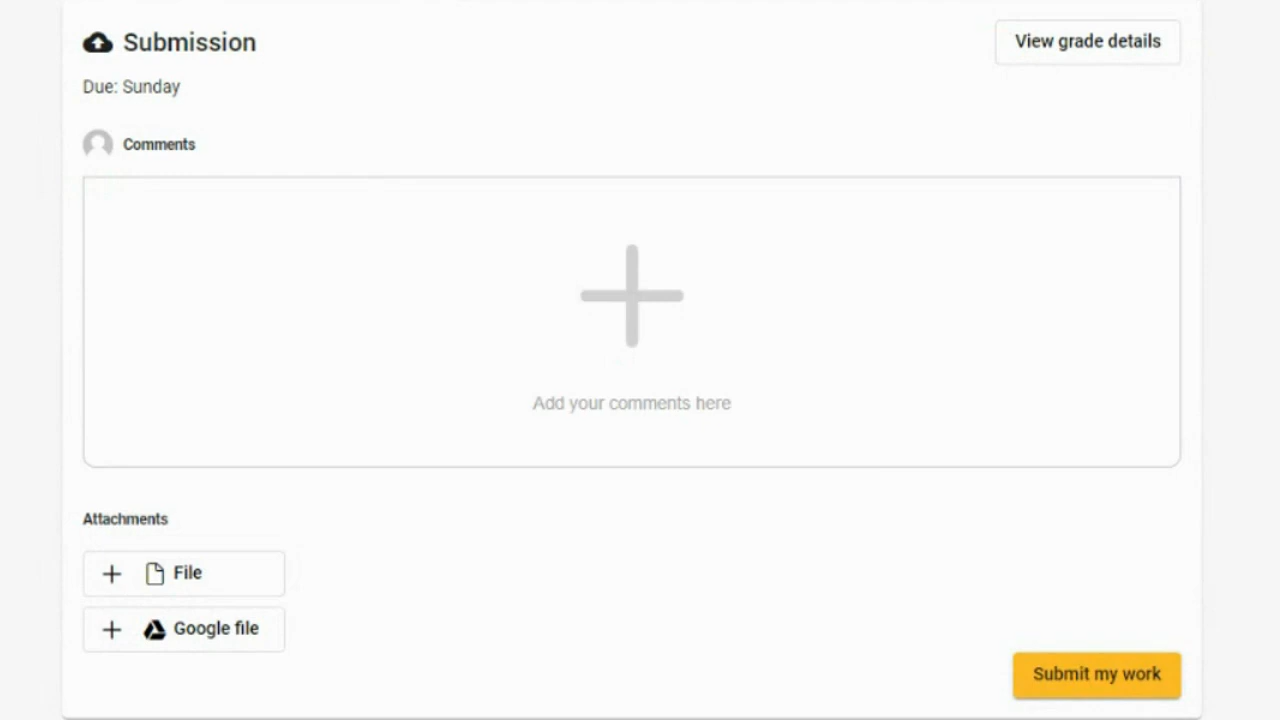 Submission
View grade details
Due: Sunday
Comments
Add your comments here
Attachments
File
Google file
Submit my work